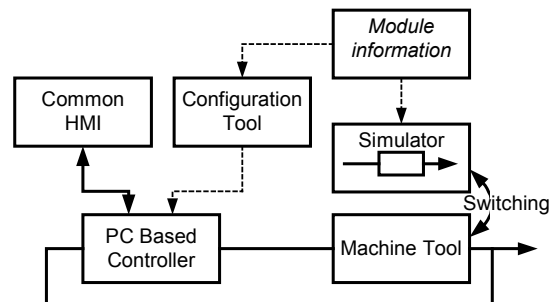 Module
information
Common
HMI
Configuration
Tool
Simulator
Switching
PC Based
Controller
Machine Tool